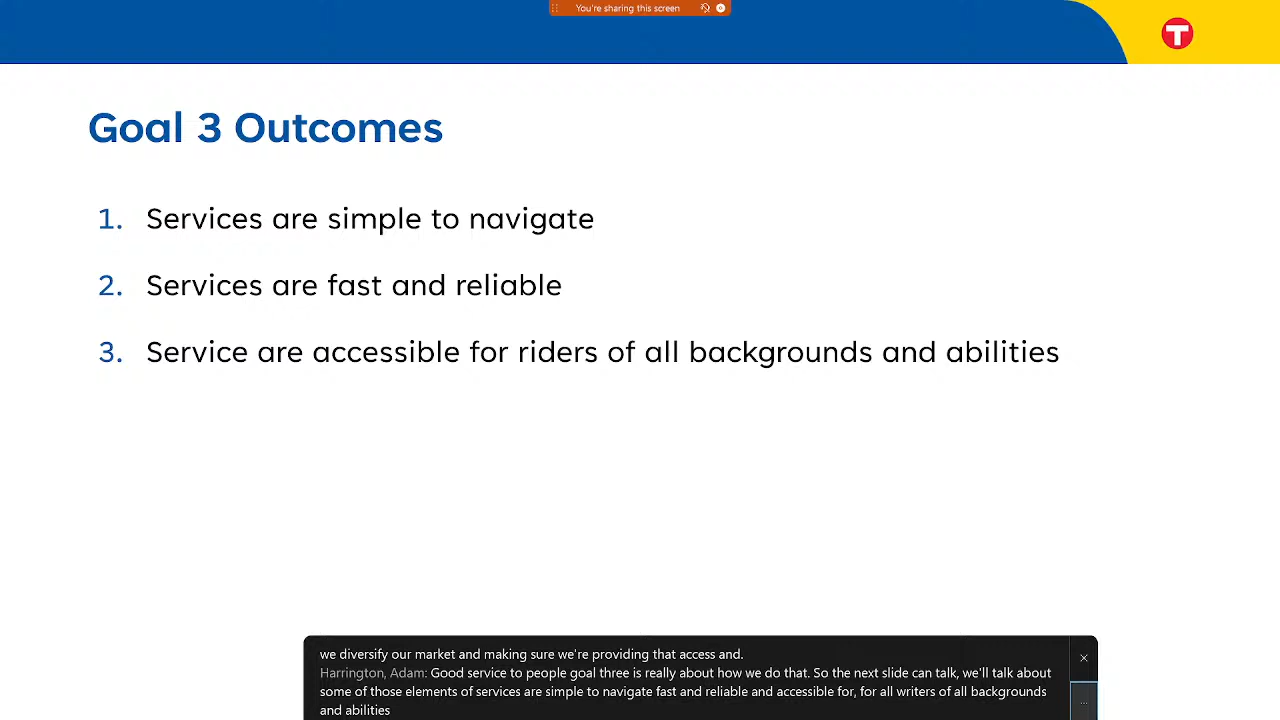 You're sharing this screen
T
Goal 3 Outcomes
1. Services are simple to navigate
2. Services are fast and reliable
3. Service are accessible for riders of all backgrounds and abilities
we diversify our market and making sure we're providing that access and.
Harrington, Adam: Good service to people goal three is really about how we do that. So the next slide can talk, we'll talk about
some of those elements of services are simple to navigate fast and reliable and accessible for, for all writers of all backgrounds
and abilities